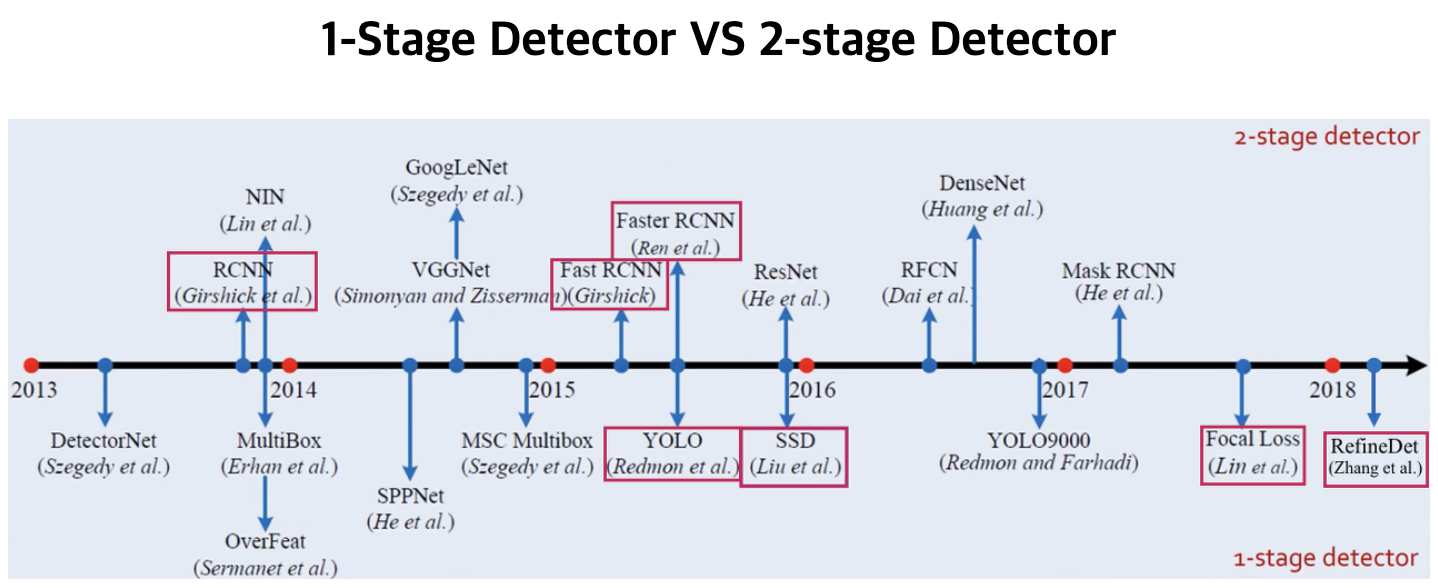 1-Stage Detector VS 2-stage Detector
2-stage detector
GoogLeNet
(Szegedy et al.)
NIN
(Lin et al.)
DenseNet
(Huang et al.)
Faster RCNN
(Ren et al.)
RCNN
(Girshick et al.)
VGGNet
(Simonyan and Zisserman)
Fast RCNN
(Girshick)
ResNet
(He et al.)
RFCN
(Dai et al.)
Mask RCNN
(He et al.)
2013
2014
2015
2016
2017
2018
DetectorNet
(Szegedy et al.)
MultiBox
(Erhan et al.)
OverFeat
(Sermanet et al.)
SPPNet
(He et al.)
MSC Multibox
(Szegedy et al.)
YOLO
(Redmon et al.)
SSD
(Liu et al.)
YOLO9000
(Redmon and Farhadi)
Focal Loss
(Lin et al.)
RefineDet
(Zhang et al.)
1-stage detector